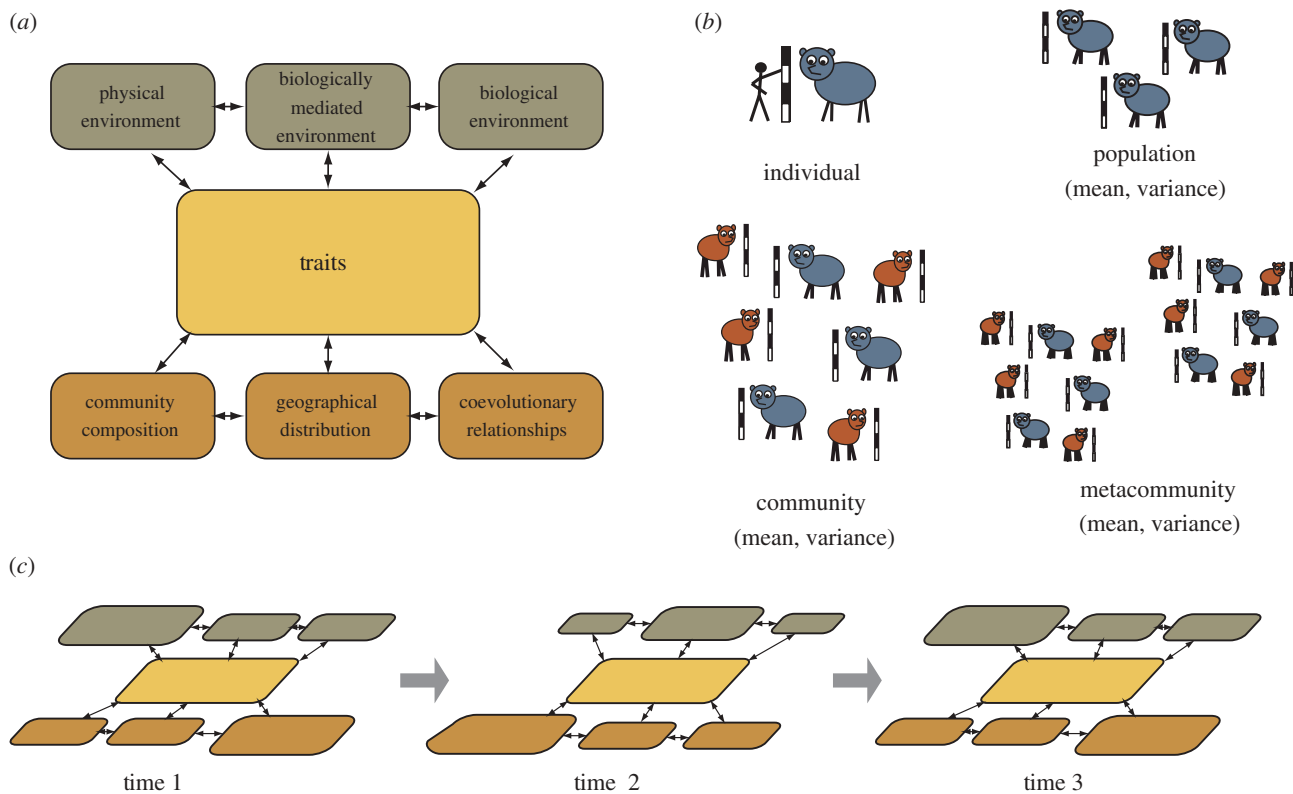 (a)
physical
environment
biologically
mediated
environment
biological
environment
traits
community
composition
geographical
distribution
coevolutionary
relationships
(b)
individual
population
(mean, variance)
community
(mean, variance)
metacommunity
(mean, variance)
(c)
time 1
time 2
time 3